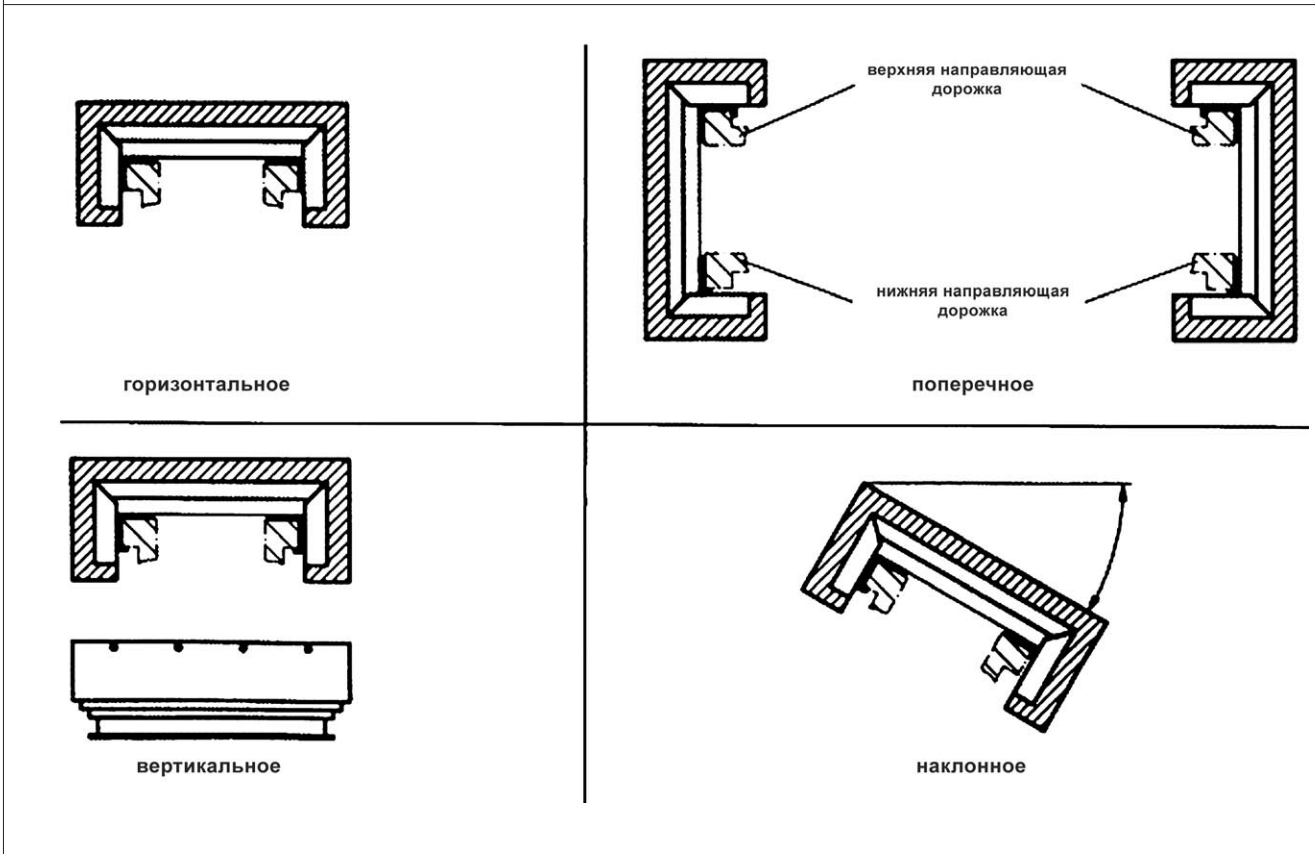 верхняя направляющая
дорожка
нижняя направляющая
дорожка
горизонтальное
поперечное
вертикальное
наклонное